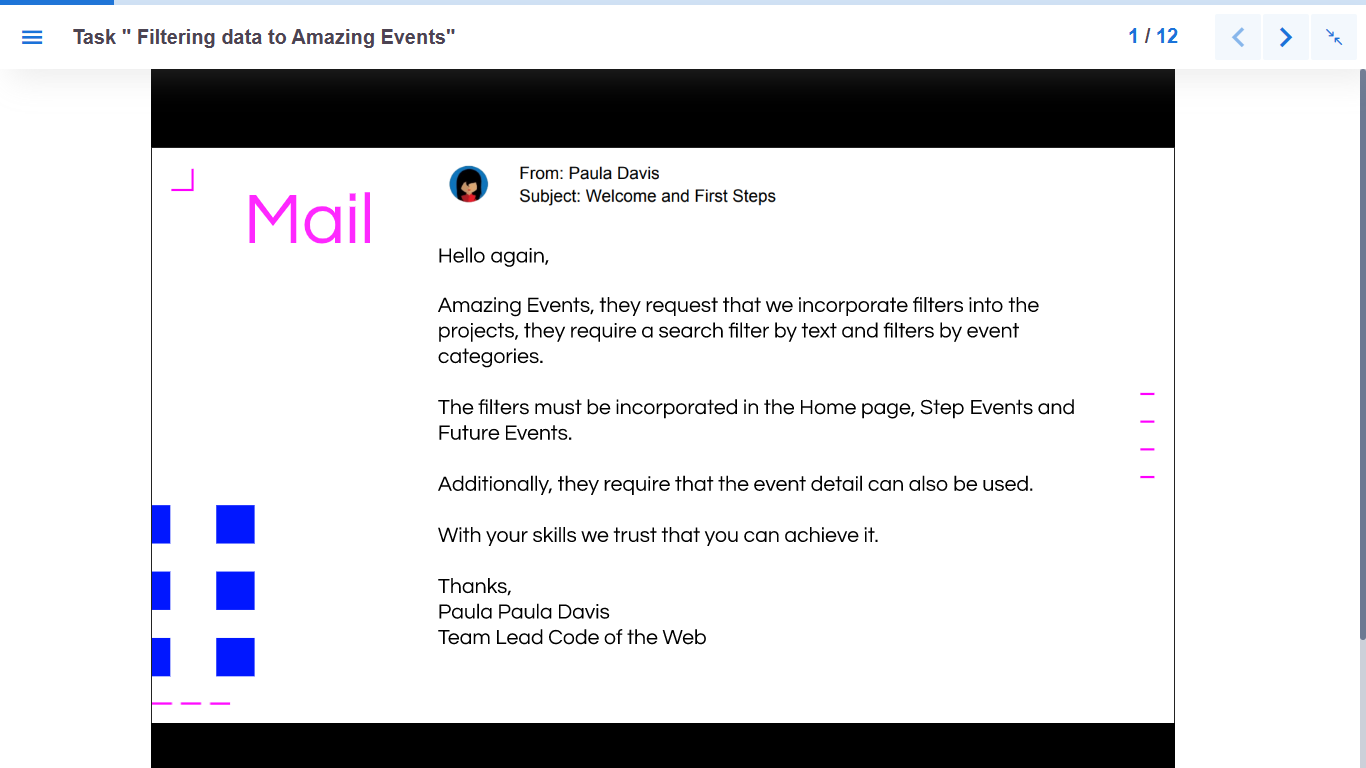 Task " Filtering data to Amazing Events"
1 / 12
Mail
From: Paula Davis
Subject: Welcome and First Steps
Hello again,
Amazing Events, they request that we incorporate filters into the
projects, they require a search filter by text and filters by event
categories.
The filters must be incorporated in the Home page, Step Events and
Future Events.
Additionally, they require that the event detail can also be used.
With your skills we trust that you can achieve it.
Thanks,
Paula Paula Davis
Team Lead Code of the Web